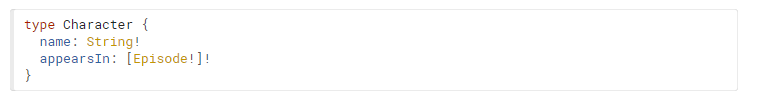 type Character {
  name: String!
  appearsIn: [Episode!]!
}